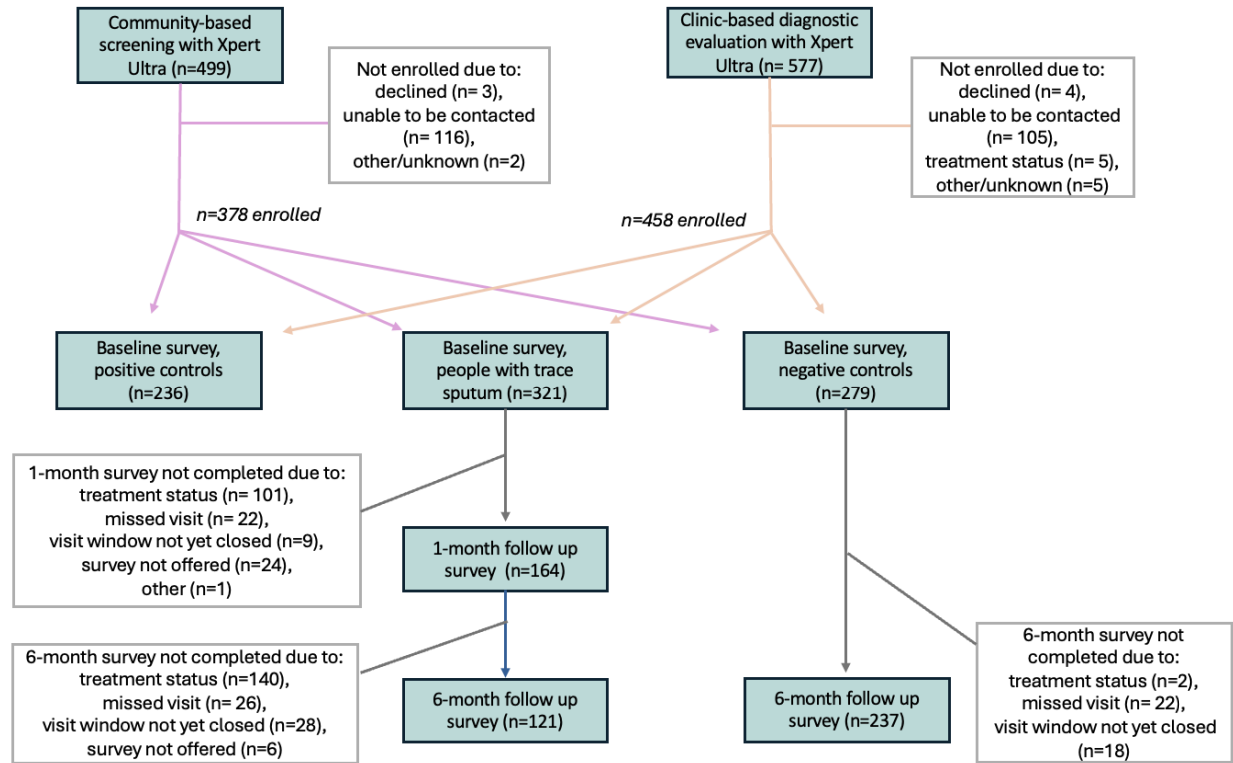 Community-based
screening with Xpert
Ultra (n=499)
Clinic-based diagnostic
evaluation with Xpert
Ultra (n= 577)
Not enrolled due to:
declined (n= 3),
unable to be contacted
(n= 116),
other/unknown (n=2)
Not enrolled due to:
declined (n= 4),
unable to be contacted
(n= 105),
treatment status (n= 5),
other/unknown (n=5)
n=378 enrolled
n=458 enrolled
Baseline survey,
positive controls
(n=236)
Baseline survey,
people with trace
sputum (n=321)
Baseline survey,
negative controls
(n=279)
1-month survey not completed due to:
treatment status (n= 101),
missed visit (n= 22),
visit window not yet closed (n=9),
survey not offered (n=24),
other (n=1)
1-month follow up
survey (n=164)
6-month survey not completed due to:
treatment status (n=140),
missed visit (n= 26),
visit window not yet closed (n=28),
survey not offered (n=6)
6-month follow up
survey (n=121)
6-month follow up
survey (n=237)
6-month survey not
completed due to:
treatment status (n=2),
missed visit (n= 22),
visit window not yet closed
(n=18)